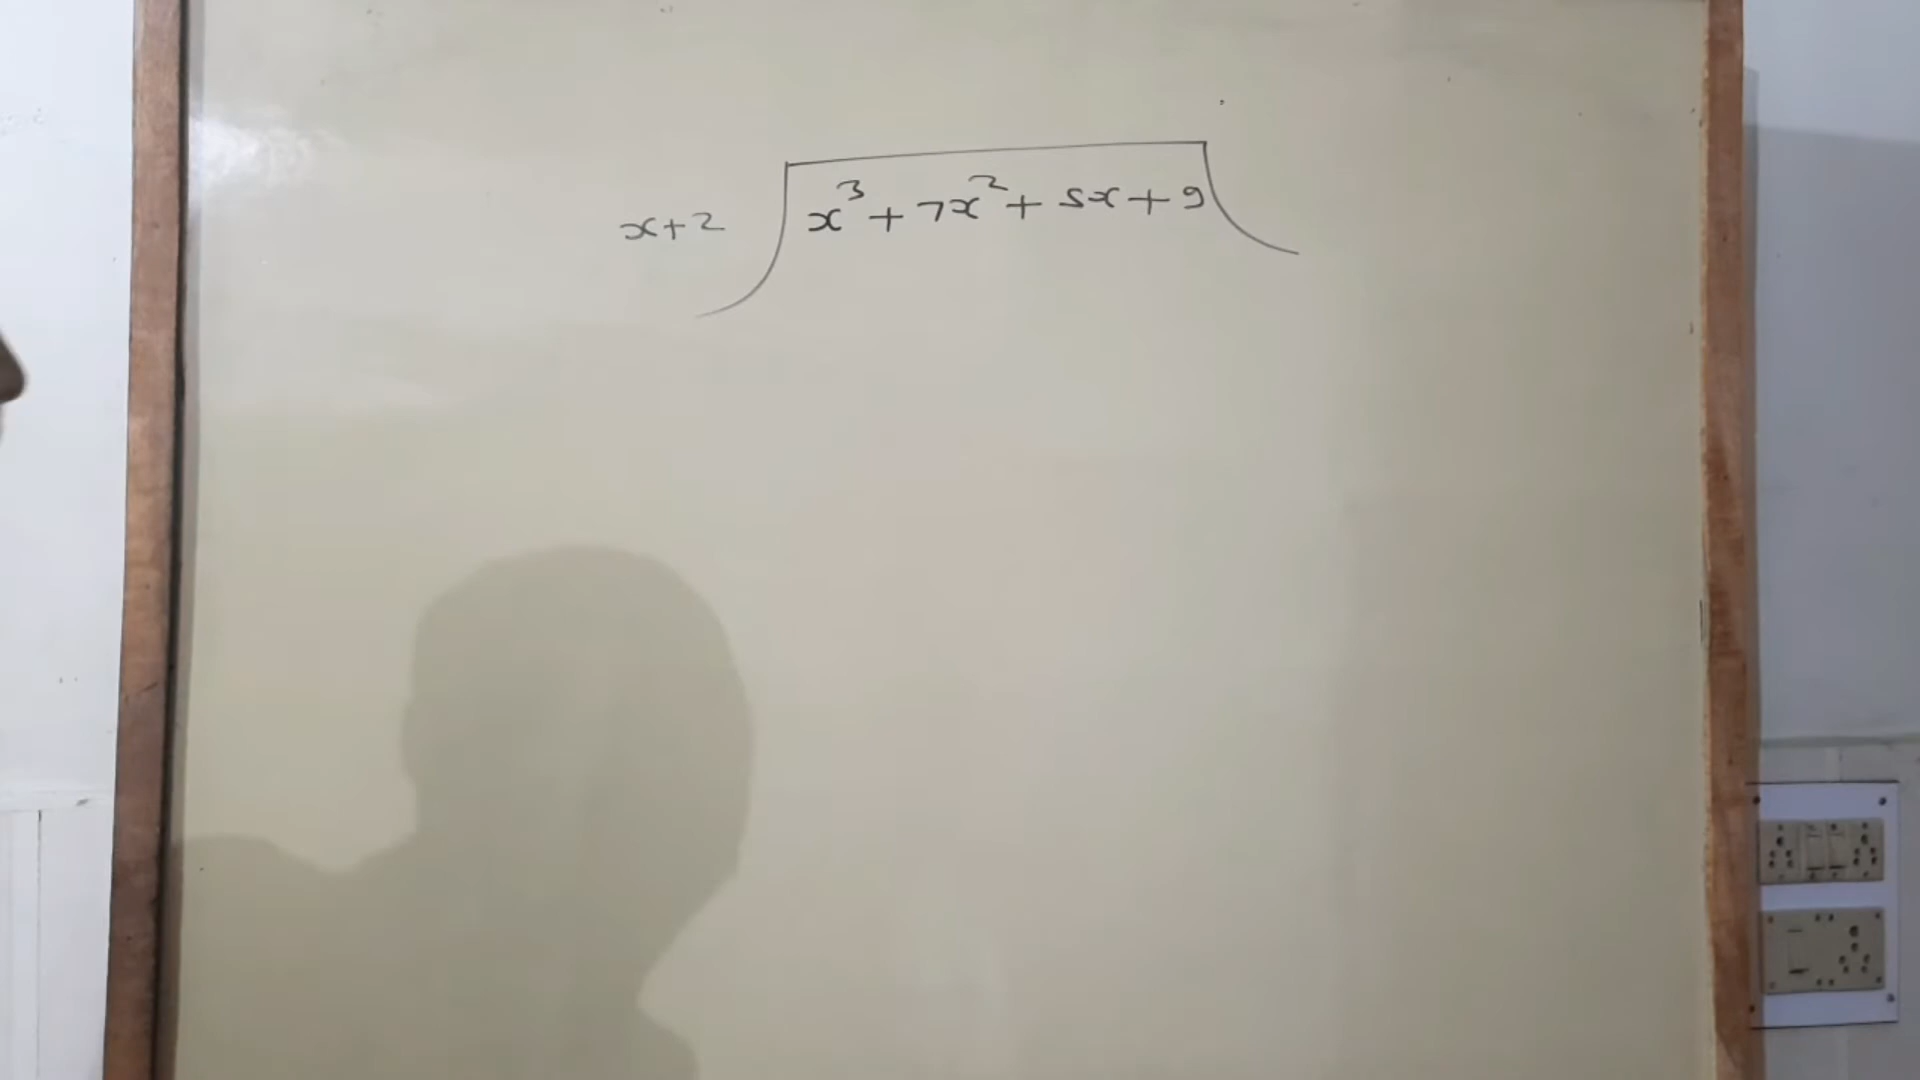 x+2 ) x³ + 7x² + 5x + 9 (